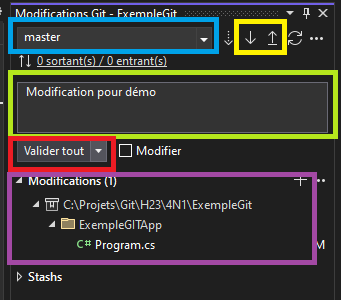 Modifications Git - ExempleGit
master
0 sortant(s) / 0 entrant(s)
Modification pour démo
Valider tout
Modifier
Modifications (1)
C:\Projets\Git\H23\4N1\ExempleGit
ExempleGITApp
C# Program.cs
M
Stashs